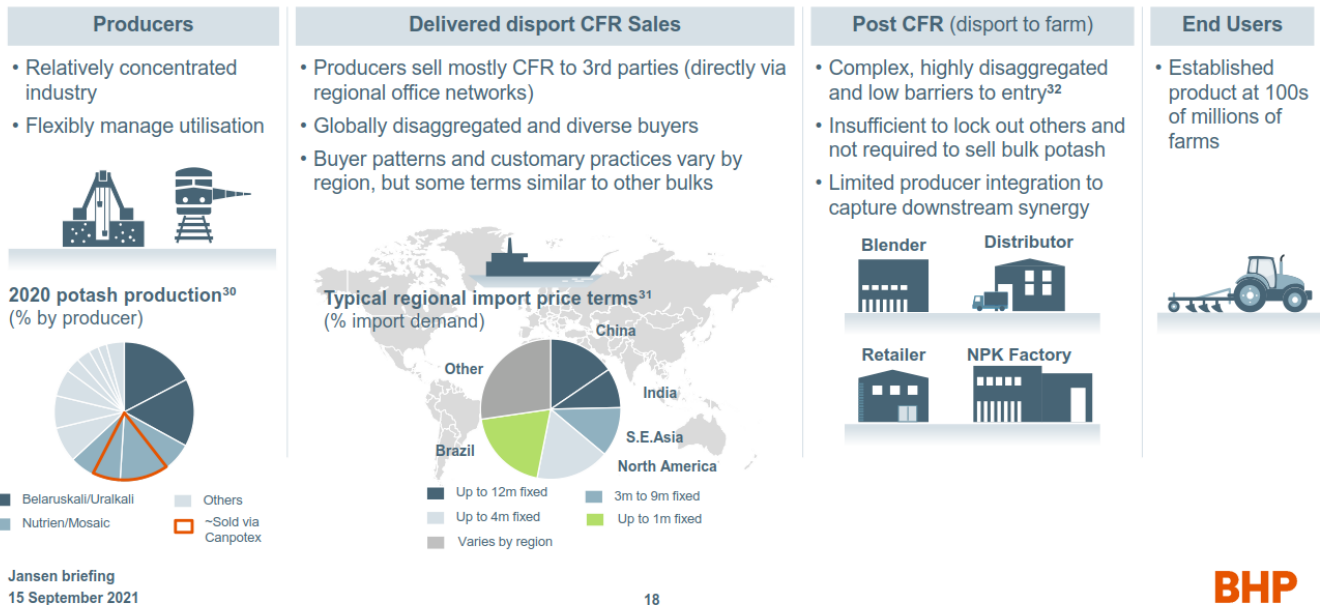 Producers
• Relatively concentrated
industry
• Flexibly manage utilisation
2020 potash production³⁰
(% by producer)
Belaruskali/Uralkali
Others
Nutrien/Mosaic
~Sold via
Canpotex
Delivered disport CFR Sales
• Producers sell mostly CFR to 3rd parties (directly via
regional office networks)
• Globally disaggregated and diverse buyers
• Buyer patterns and customary practices vary by
region, but some terms similar to other bulks
Typical regional import price terms³¹
(% import demand)
China
Other
India
S.E.Asia
Brazil
North America
Up to 12m fixed
3m to 9m fixed
Up to 4m fixed
Up to 1m fixed
Varies by region
Post CFR (disport to farm)
• Complex, highly disaggregated
and low barriers to entry³²
• Insufficient to lock out others and
not required to sell bulk potash
• Limited producer integration to
capture downstream synergy
Blender
Distributor
Retailer
NPK Factory
End Users
• Established
product at 100s
of millions of
farms
Jansen briefing
15 September 2021
18
BHP